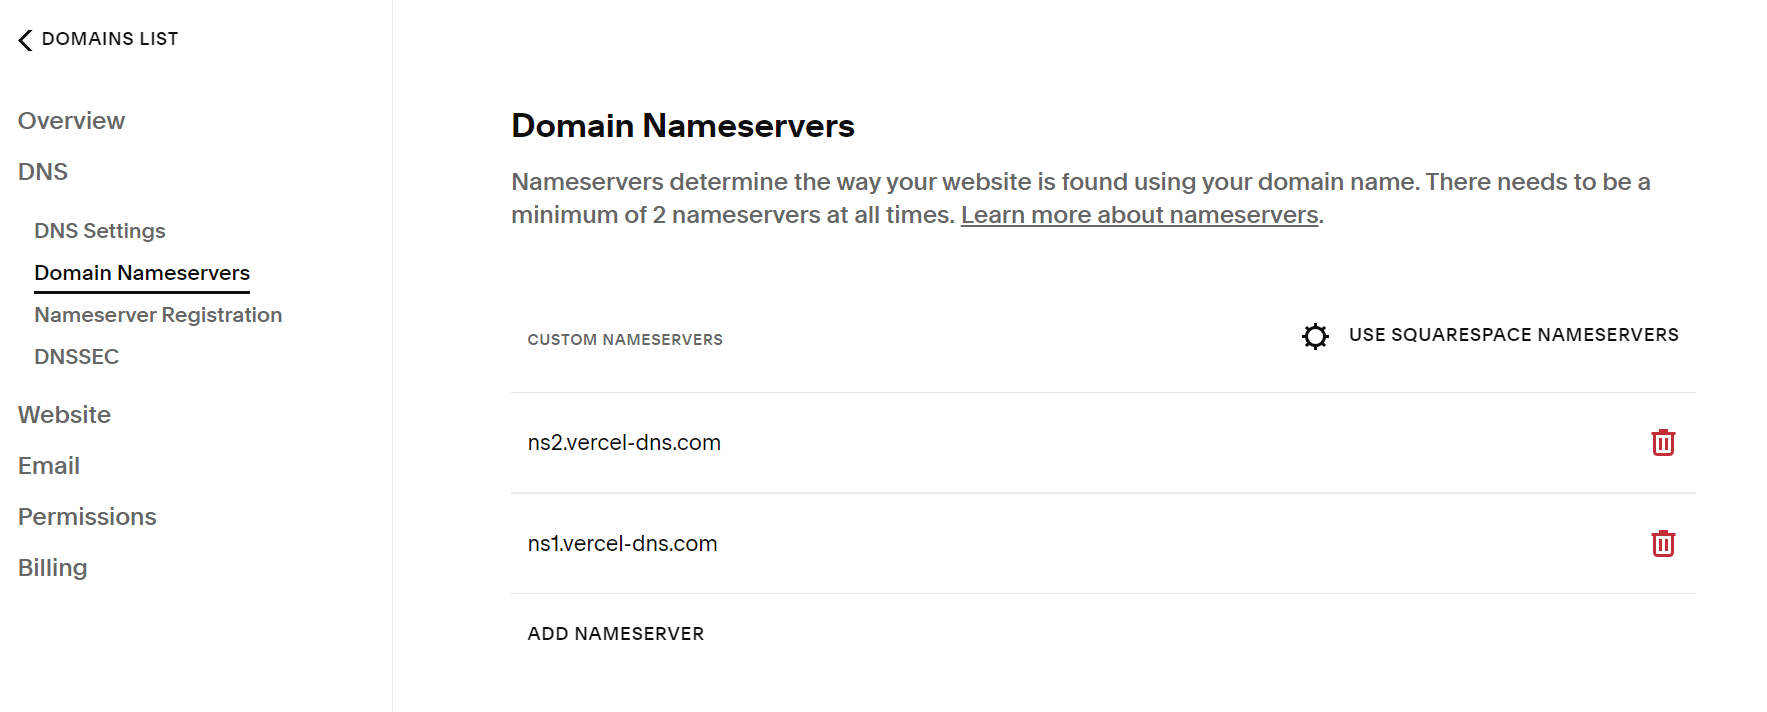 DOMAINS LIST
Overview
DNS
DNS Settings
Domain Nameservers
Nameserver Registration
DNSSEC
Website
Email
Permissions
Billing
Domain Nameservers
Nameservers determine the way your website is found using your domain name. There needs to be a
minimum of 2 nameservers at all times. Learn more about nameservers.
CUSTOM NAMESERVERS
USE SQUARESPACE NAMESERVERS
ns2.vercel-dns.com
ns1.vercel-dns.com
ADD NAMESERVER